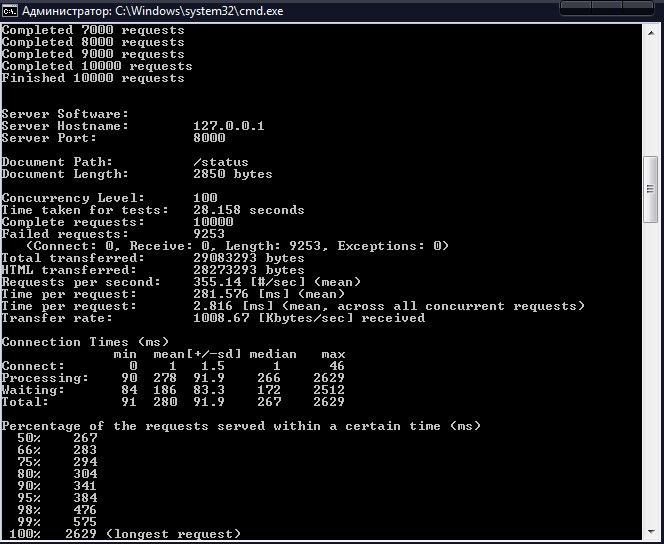 Администратор: C:\Windows\system32\cmd.exe
Completed 7000 requests
Completed 8000 requests
Completed 9000 requests
Completed 10000 requests
Finished 10000 requests
Server Software:
Server Hostname: 127.0.0.1
Server Port: 8000
Document Path: /status
Document Length: 2850 bytes
Concurrency Level: 100
Time taken for tests: 28.158 seconds
Complete requests: 10000
Failed requests: 9253
(Connect: 0, Receive: 0, Length: 9253, Exceptions: 0)
Total transferred: 29083293 bytes
HTML transferred: 28273293 bytes
Requests per second: 355.14 [#/sec] (mean)
Time per request: 281.576 [ms] (mean)
Time per request: 2.816 [ms] (mean, across all concurrent requests)
Transfer rate: 1008.67 [Kbytes/sec] received
Connection Times (ms)
min mean[+/-sd] median max
Connect: 0 1 1.5 1 46
Processing: 90 278 91.9 266 2629
Waiting: 84 186 83.3 172 2512
Total: 91 280 91.9 267 2629
Percentage of the requests served within a certain time (ms)
50% 267
66% 283
75% 294
80% 304
90% 341
95% 384
98% 476
99% 575
100% 2629 (longest request)